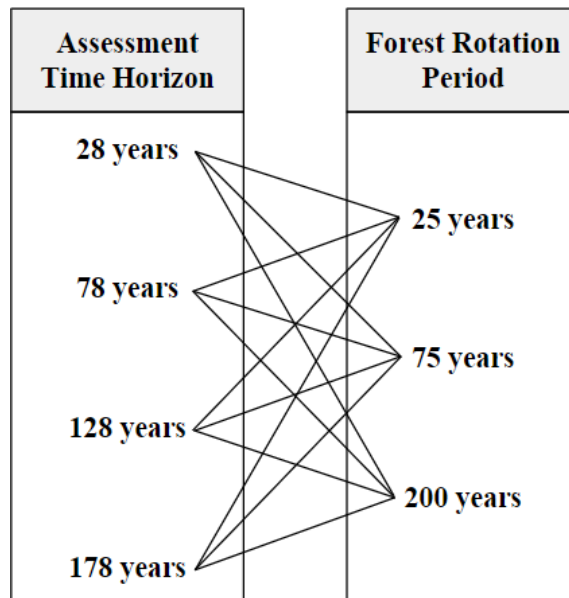 Assessment
Time Horizon
28 years
78 years
128 years
178 years
Forest Rotation
Period
25 years
75 years
200 years